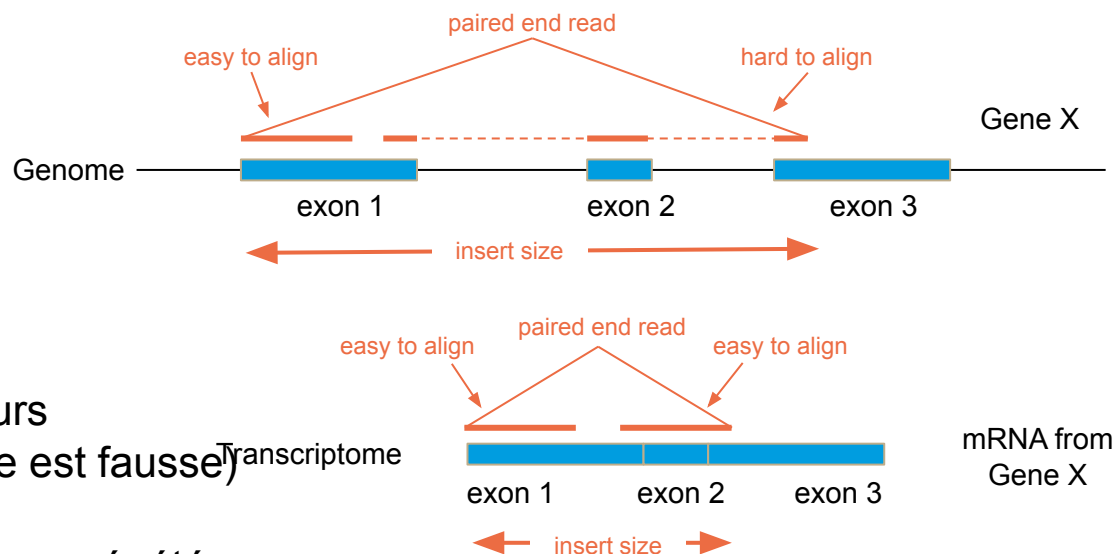 paired end read
easy to align
hard to align
Gene X
Genome
exon 1
exon 2
exon 3
insert size
paired end read
easy to align
easy to align
urs
e est fausse)
Transcriptome
mRNA from
Gene X
exon 1
exon 2
exon 3
insert size